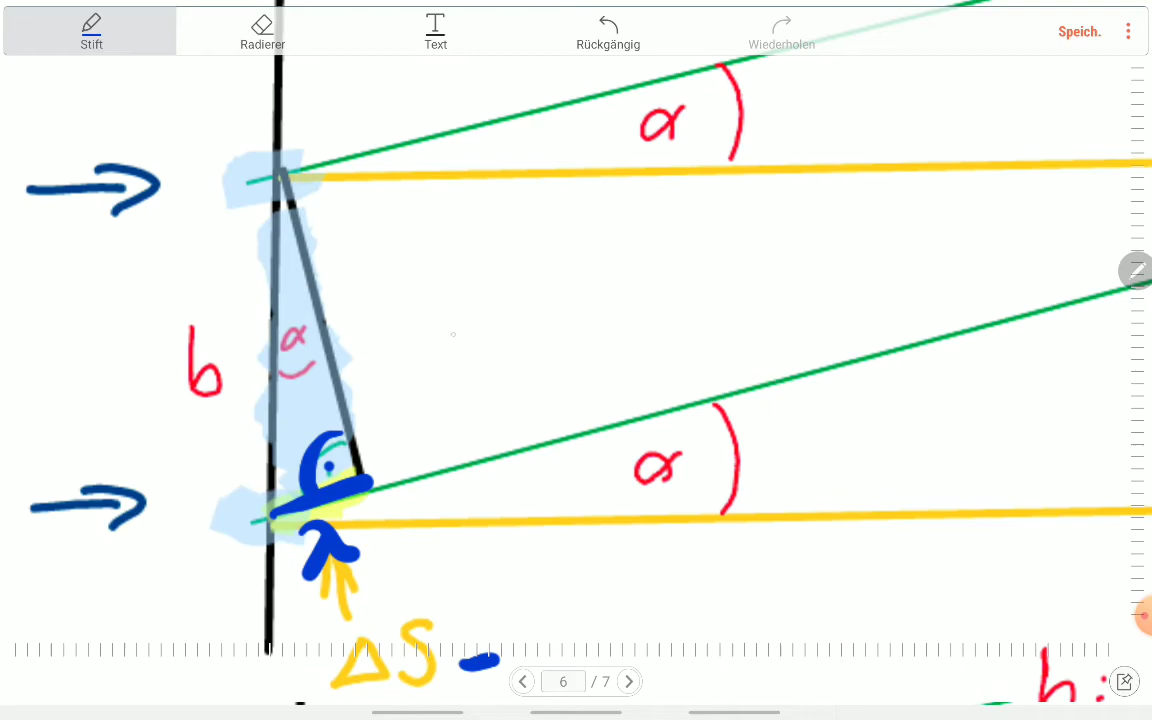 Stift Radierer Text Rückgängig Wiederholen Speich.
α
α
b
α
λ
ΔS -
h:
6 / 7